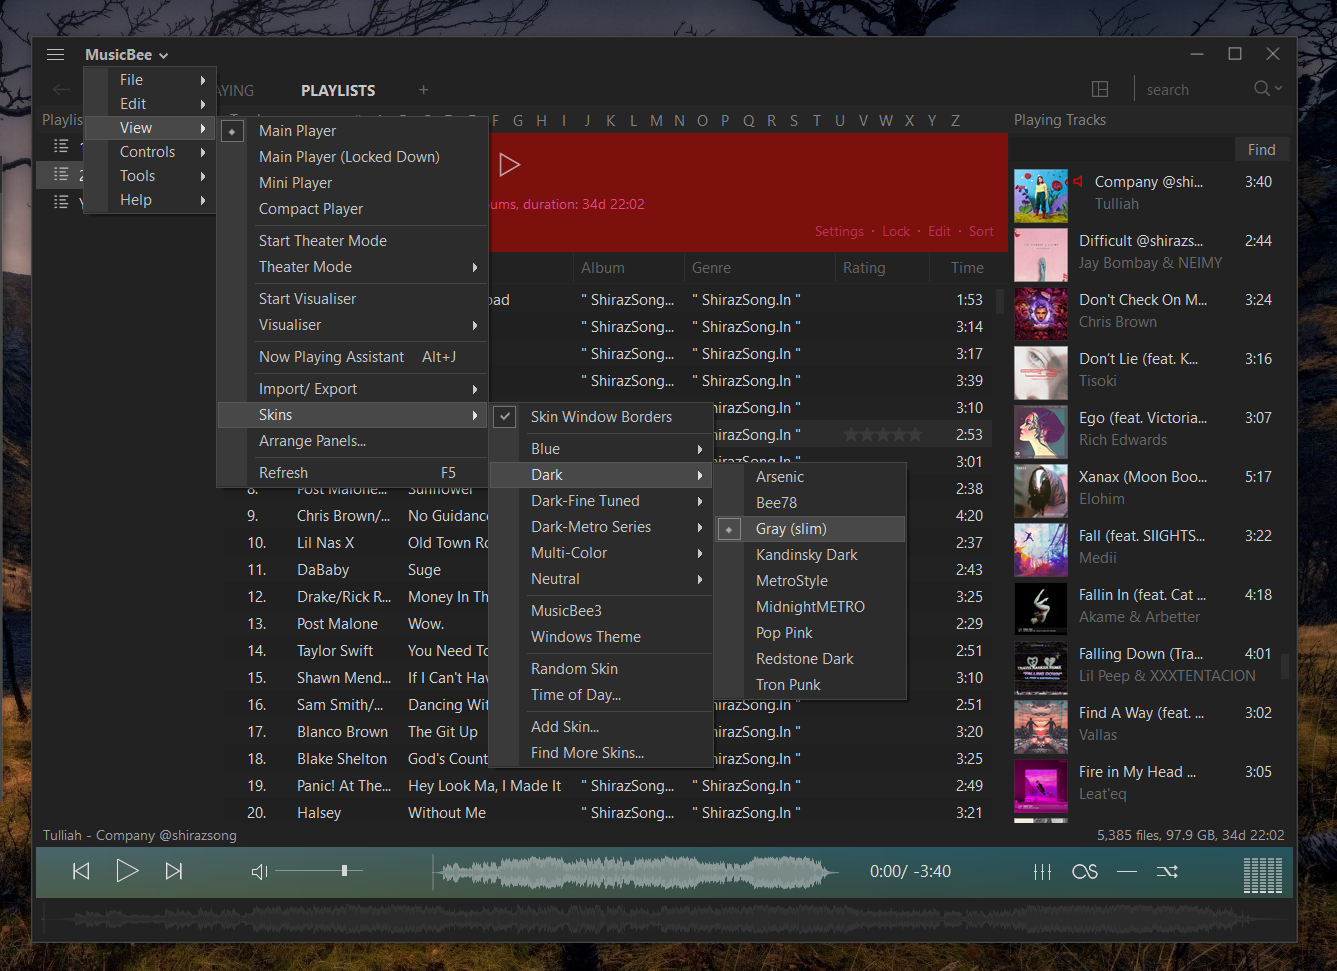 MusicBee
File
Edit
View
Controls
Tools
Help
AYING
PLAYLISTS
+
search
Playlis
F G H I J K L M N O P Q R S T U V W X Y Z
Playing Tracks
Find
Main Player
Main Player (Locked Down)
Mini Player
Compact Player
Start Theater Mode
Theater Mode
Start Visualiser
Visualiser
Now Playing Assistant Alt+J
Import/ Export
Skins
Arrange Panels...
Refresh F5
ums, duration: 34d 22:02
Settings · Lock · Edit · Sort
Album Genre Rating Time
oad " ShirazSong... " ShirazSong.In " 1:53
" ShirazSong... " ShirazSong.In " 3:14
" ShirazSong... " ShirazSong.In " 3:17
" ShirazSong... " ShirazSong.In " 3:39
irazSong.In " 3:10
irazSong.In " 2:53
3:01
8. Post Malone... Sunflower 2:38
9. Chris Brown/... No Guidanc 4:20
10. Lil Nas X Old Town Ro 2:37
11. DaBaby Suge 2:43
12. Drake/Rick R... Money In Th 3:25
13. Post Malone Wow. 2:29
14. Taylor Swift You Need To 2:51
15. Shawn Mend... If I Can't Hav 3:10
16. Sam Smith/... Dancing Wit 2:51
17. Blanco Brown The Git Up irazSong.In " 3:20
18. Blake Shelton God's Count irazSong.In " 3:25
19. Panic! At The... Hey Look Ma, I Made It " ShirazSong... " ShirazSong.In " 2:49
20. Halsey Without Me " ShirazSong... " ShirazSong.In " 3:21
Skin Window Borders
Blue
Dark
Dark-Fine Tuned
Dark-Metro Series
Multi-Color
Neutral
MusicBee3
Windows Theme
Random Skin
Time of Day...
Add Skin...
Find More Skins...
Arsenic
Bee78
Gray (slim)
Kandinsky Dark
MetroStyle
MidnightMETRO
Pop Pink
Redstone Dark
Tron Punk
Company @shi... 3:40
Tulliah
Difficult @shirazs... 2:44
Jay Bombay & NEIMY
Don't Check On M... 3:24
Chris Brown
Don't Lie (feat. K... 3:16
Tisoki
Ego (feat. Victoria... 3:07
Rich Edwards
Xanax (Moon Boo... 5:17
Elohim
Fall (feat. SIIGHTS... 3:22
Medii
Fallin In (feat. Cat ... 4:18
Akame & Arbetter
Falling Down (Tra... 4:01
Lil Peep & XXXTENTACION
Find A Way (feat. ... 3:02
Vallas
Fire in My Head ... 3:05
Leat'eq
Tulliah - Company @shirazsong
5,385 files, 97.9 GB, 34d 22:02
0:00/ -3:40